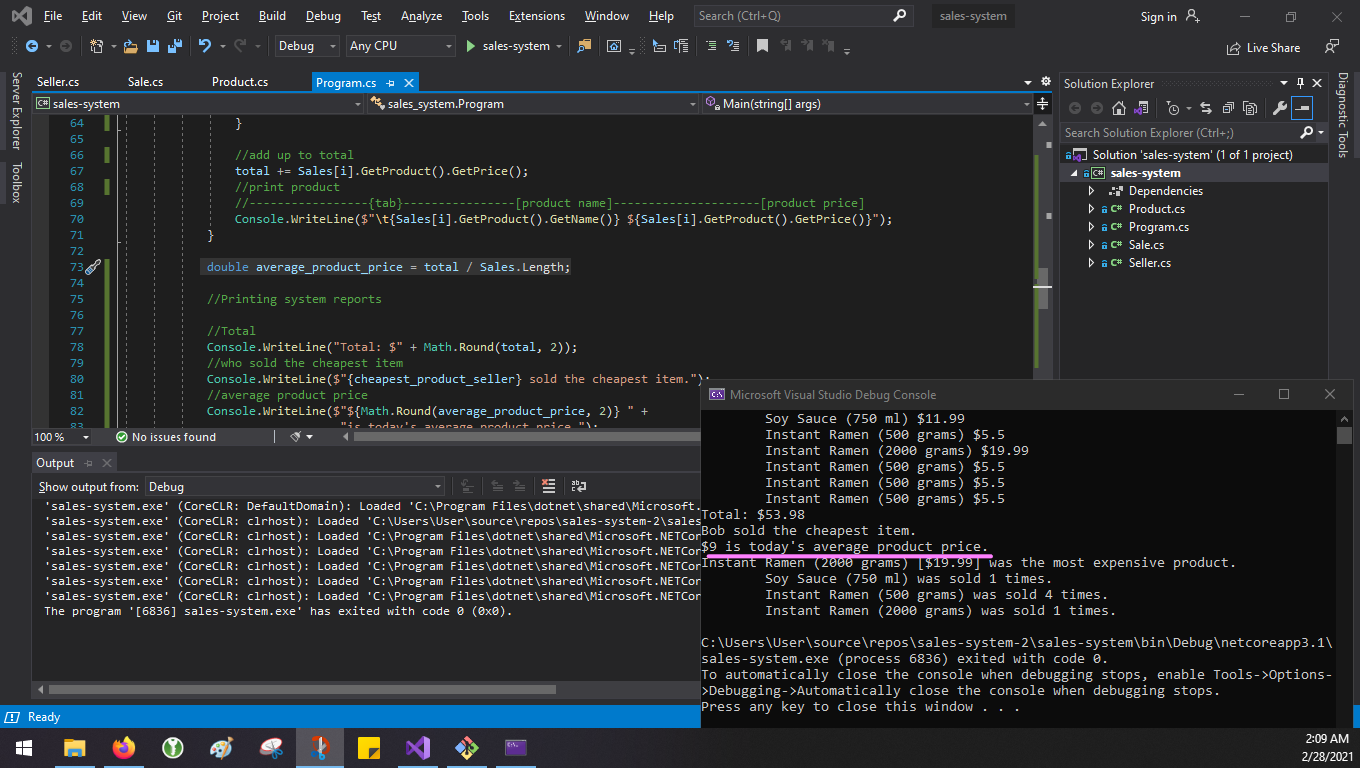 File Edit View Git Project Build Debug Test Analyze Tools Extensions Window Help Search (Ctrl+Q) sales-system Sign in
Debug Any CPU sales-system Live Share
Server Explorer
Toolbox
Seller.cs Sale.cs Product.cs Program.cs
C# sales-system sales_system.Program Main(string[] args)
64 }
65
66 //add up to total
67 total += Sales[i].GetProduct().GetPrice();
68 //print product
69 //-----------------{tab}----------------[product name]---------------------[product price]
70 Console.WriteLine($"\t{Sales[i].GetProduct().GetName()} ${Sales[i].GetProduct().GetPrice()}");
71 }
72
73 double average_product_price = total / Sales.Length;
74
75 //Printing system reports
76
77 //Total
78 Console.WriteLine("Total: $" + Math.Round(total, 2));
79 //who sold the cheapest item
80 Console.WriteLine($"{cheapest_product_seller} sold the cheapest item.");
81 //average product price
82 Console.WriteLine($"${Math.Round(average_product_price, 2)} " +
83 "is today's average product price.");
100 % No issues found
Output
Show output from: Debug
'sales-system.exe' (CoreCLR: DefaultDomain): Loaded 'C:\Program Files\dotnet\shared\Microsoft.
'sales-system.exe' (CoreCLR: clrhost): Loaded 'C:\Users\User\source\repos\sales-system-2\sales
'sales-system.exe' (CoreCLR: clrhost): Loaded 'C:\Program Files\dotnet\shared\Microsoft.NETCor
'sales-system.exe' (CoreCLR: clrhost): Loaded 'C:\Program Files\dotnet\shared\Microsoft.NETCor
'sales-system.exe' (CoreCLR: clrhost): Loaded 'C:\Program Files\dotnet\shared\Microsoft.NETCor
'sales-system.exe' (CoreCLR: clrhost): Loaded 'C:\Program Files\dotnet\shared\Microsoft.NETCor
'sales-system.exe' (CoreCLR: clrhost): Loaded 'C:\Program Files\dotnet\shared\Microsoft.NETCor
The program '[6836] sales-system.exe' has exited with code 0 (0x0).
Ready
Solution Explorer
Search Solution Explorer (Ctrl+;)
Solution 'sales-system' (1 of 1 project)
C# sales-system
Dependencies
C# Product.cs
C# Program.cs
C# Sale.cs
C# Seller.cs
Diagnostic Tools
Microsoft Visual Studio Debug Console
Soy Sauce (750 ml) $11.99
Instant Ramen (500 grams) $5.5
Instant Ramen (2000 grams) $19.99
Instant Ramen (500 grams) $5.5
Instant Ramen (500 grams) $5.5
Instant Ramen (500 grams) $5.5
Total: $53.98
Bob sold the cheapest item.
$9 is today's average product price.
Instant Ramen (2000 grams) [$19.99] was the most expensive product.
Soy Sauce (750 ml) was sold 1 times.
Instant Ramen (500 grams) was sold 4 times.
Instant Ramen (2000 grams) was sold 1 times.
C:\Users\User\source\repos\sales-system-2\sales-system\bin\Debug\netcoreapp3.1\
sales-system.exe (process 6836) exited with code 0.
To automatically close the console when debugging stops, enable Tools->Options-
>Debugging->Automatically close the console when debugging stops.
Press any key to close this window . . .
2:09 AM
2/28/2021